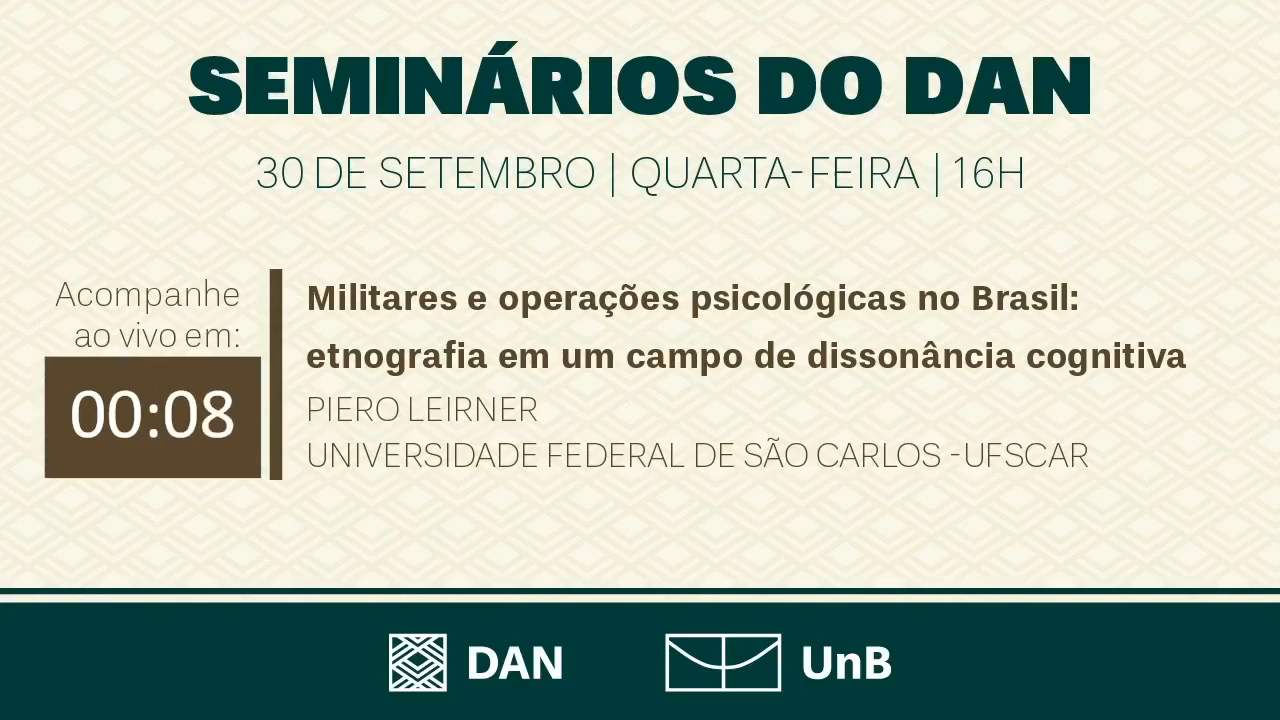 SEMINÁRIOS DO DAN
30 DE SETEMBRO | QUARTA-FEIRA | 16H
Acompanhe
ao vivo em:
00:08
Militares e operações psicológicas no Brasil:
etnografia em um campo de dissonância cognitiva
PIERO LEIRNER
UNIVERSIDADE FEDERAL DE SÃO CARLOS -UFSCAR
DAN
UnB